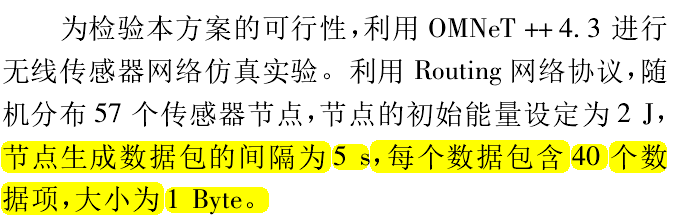 为检验本方案的可行性,利用 OMNeT ++4.3 进行
无线传感器网络仿真实验。利用 Routing 网络协议,随
机分布 57 个传感器节点,节点的初始能量设定为 2 J,
节点生成数据包的间隔为 5 s,每个数据包含 40 个数
据项,大小为 1 Byte。